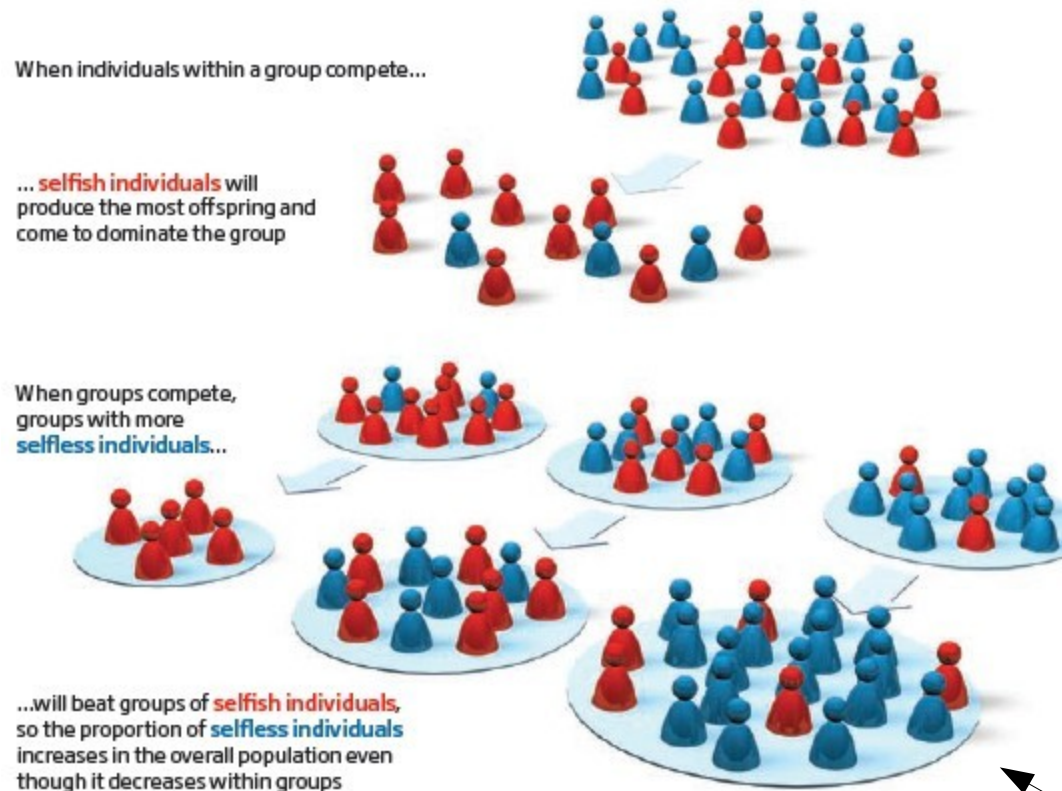 When individuals within a group compete...
... selfish individuals will
produce the most offspring and
come to dominate the group
When groups compete,
groups with more
selfless individuals...
...will beat groups of selfish individuals,
so the proportion of selfless individuals
increases in the overall population even
though it decreases within groups